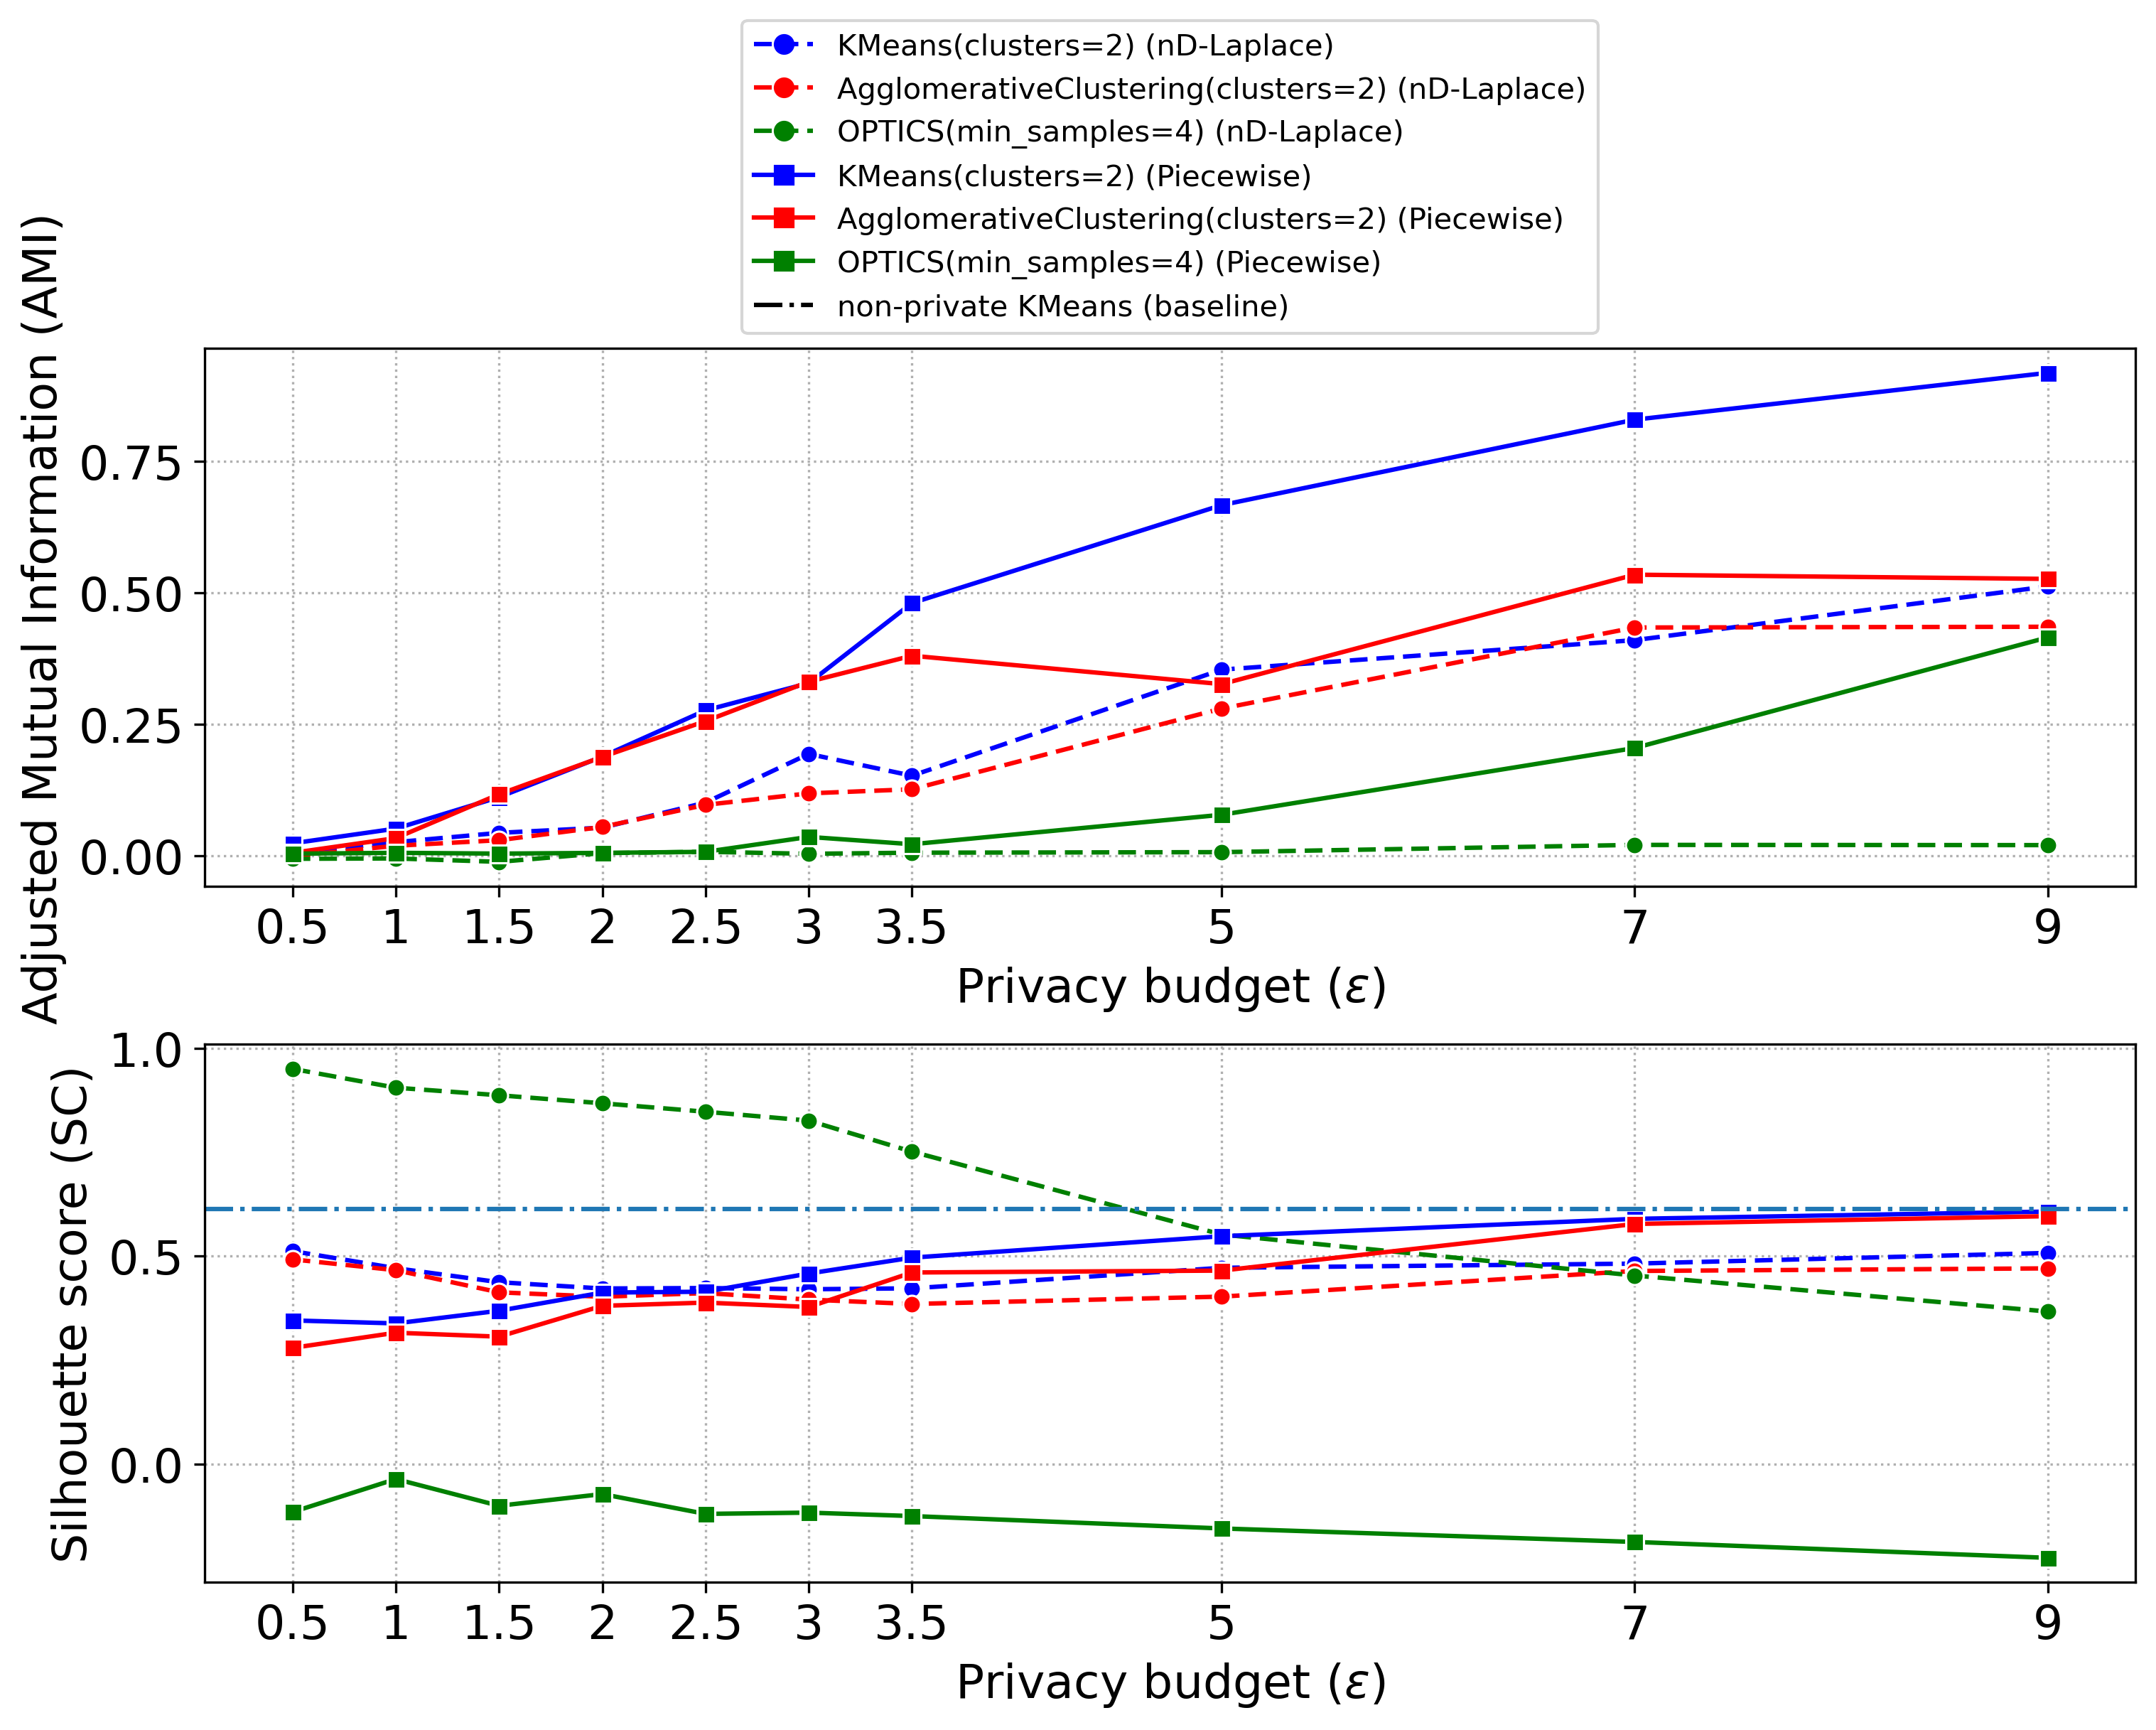 KMeans(clusters=2) (nD-Laplace)
AgglomerativeClustering(clusters=2) (nD-Laplace)
OPTICS(min_samples=4) (nD-Laplace)
KMeans(clusters=2) (Piecewise)
AgglomerativeClustering(clusters=2) (Piecewise)
OPTICS(min_samples=4) (Piecewise)
non-private KMeans (baseline)
Adjusted Mutual Information (AMI)
0.75
0.50
0.25
0.00
0.5 1 1.5 2 2.5 3 3.5 5 7 9
Privacy budget (ε)
Silhouette score (SC)
1.0
0.5
0.0
0.5 1 1.5 2 2.5 3 3.5 5 7 9
Privacy budget (ε)